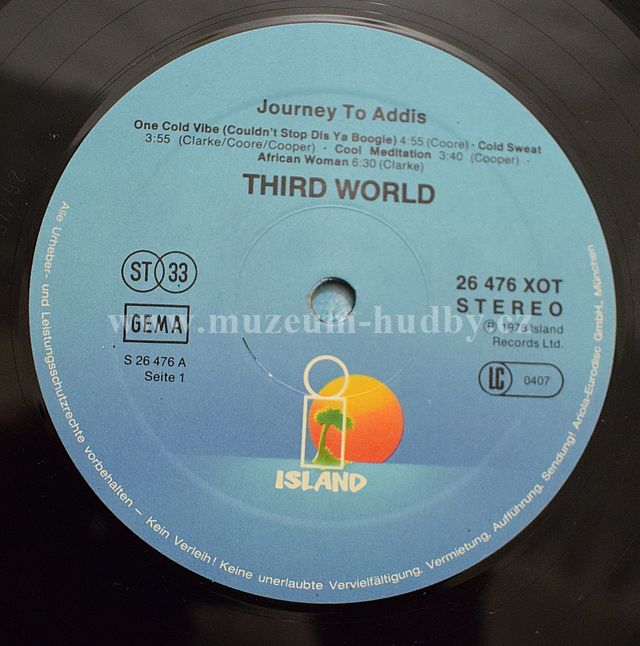 Journey To Addis
One Cold Vibe (Couldn't Stop Dis Ya Boogie) 4:55 (Coore) · Cold Sweat
3:55 (Clarke/Coore/Cooper) · Cool Meditation 3:40 (Cooper) ·
African Woman 6:30 (Clarke)
THIRD WORLD
ST 33
GEMA
S 26 476 A
Seite 1
26 476 XOT
STEREO
℗ 1978 Island
Records Ltd.
LC 0407
www.muzeum-hudby.cz
ISLAND
Alle Urheber- und Leistungsschutzrechte vorbehalten – Kein Verleih! Keine unerlaubte Vervielfältigung, Vermietung, Aufführung, Sendung! Ariola-Eurodisc GmbH, München